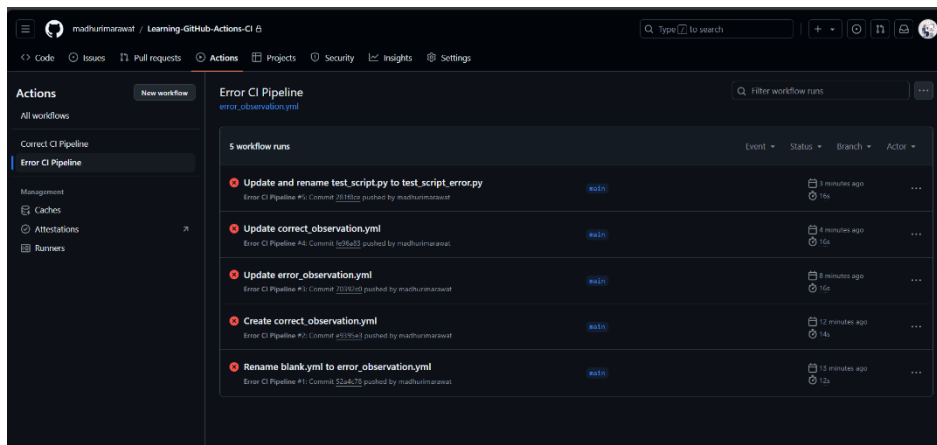 madhurimarawat / Learning-GitHub-Actions-CI
Type / to search
Code Issues Pull requests Actions Projects Security Insights Settings
Actions
New workflow
All workflows
Correct CI Pipeline
Error CI Pipeline
Management
Caches
Attestations
Runners
Error CI Pipeline
error_observation.yml
Filter workflow runs
5 workflow runs
Event Status Branch Actor
Update and rename test_script.py to test_script_error.py
main
3 minutes ago
Error CI Pipeline #5: Commit 281f8ce pushed by madhurimarawat
16s
Update correct_observation.yml
main
4 minutes ago
Error CI Pipeline #4: Commit fe96a85 pushed by madhurimarawat
16s
Update error_observation.yml
main
8 minutes ago
Error CI Pipeline #3: Commit 70392e0 pushed by madhurimarawat
16s
Create correct_observation.yml
main
12 minutes ago
Error CI Pipeline #2: Commit e9395e3 pushed by madhurimarawat
14s
Rename blank.yml to error_observation.yml
main
13 minutes ago
Error CI Pipeline #1: Commit 52a4c78 pushed by madhurimarawat
12s